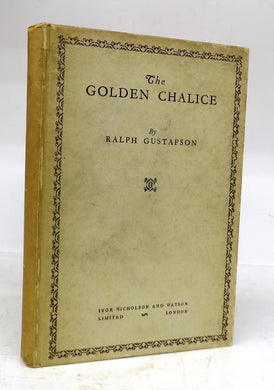 The
GOLDEN CHALICE
By
RALPH GUSTAFSON
IVOR NICHOLSON AND WATSON
LIMITED LONDON